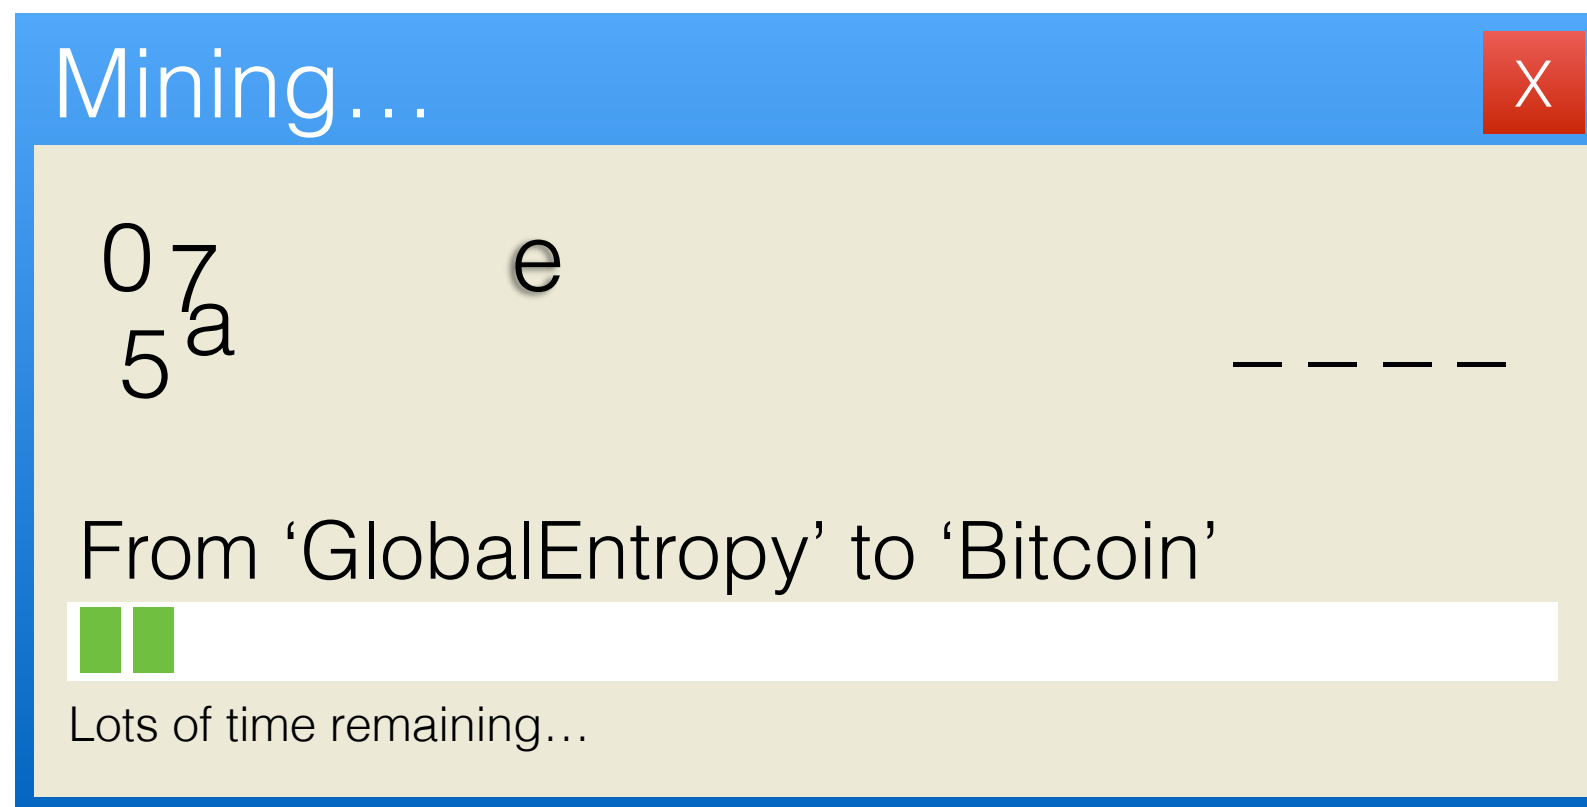 Mining…
X
0 7 e
5 a _ _ _ _
From ‘GlobalEntropy’ to ‘Bitcoin’
Lots of time remaining…